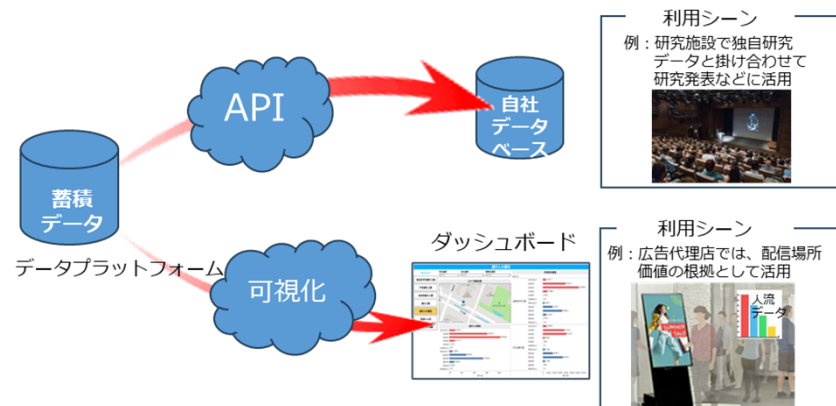 利用シーン
例：研究施設で独自研究
データと掛け合わせて
研究発表などに活用
API
自社
データ
ベース
蓄積
データ
データプラットフォーム
可視化
ダッシュボード
利用シーン
例：広告代理店では、配信場所
価値の根拠として活用
人流
データ
SUMMER
SALE